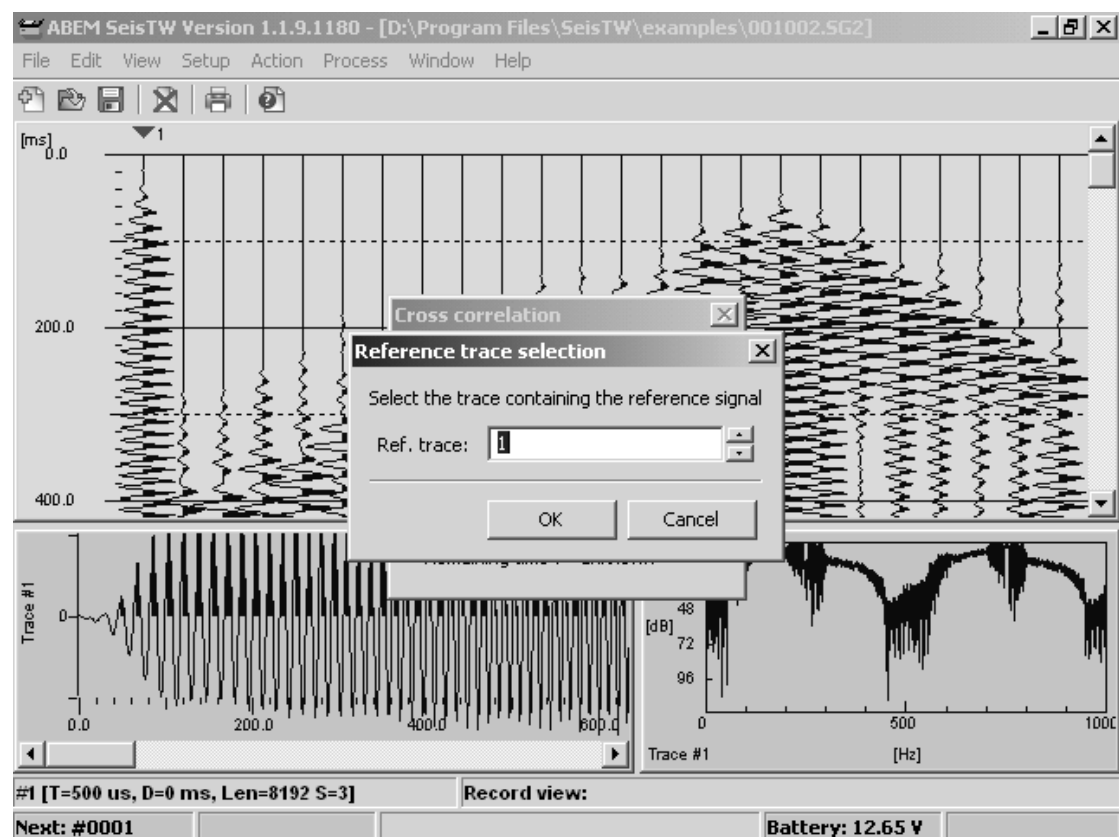 ABEM SeisTW Version 1.1.9.1180 - [D:\Program Files\SeisTW\examples\001002.SG2]
File Edit View Setup Action Process Window Help
[ms]
1
0.0
200.0
400.0
Cross correlation
Reference trace selection
Select the trace containing the reference signal
Ref. trace: 1
OK Cancel
Trace #1
0
0.0 200.0 400.0 600.0
48
[dB]
72
96
0 500 1000
Trace #1 [Hz]
#1 [T=500 us, D=0 ms, Len=8192 S=3] Record view:
Next: #0001 Battery: 12.65 V